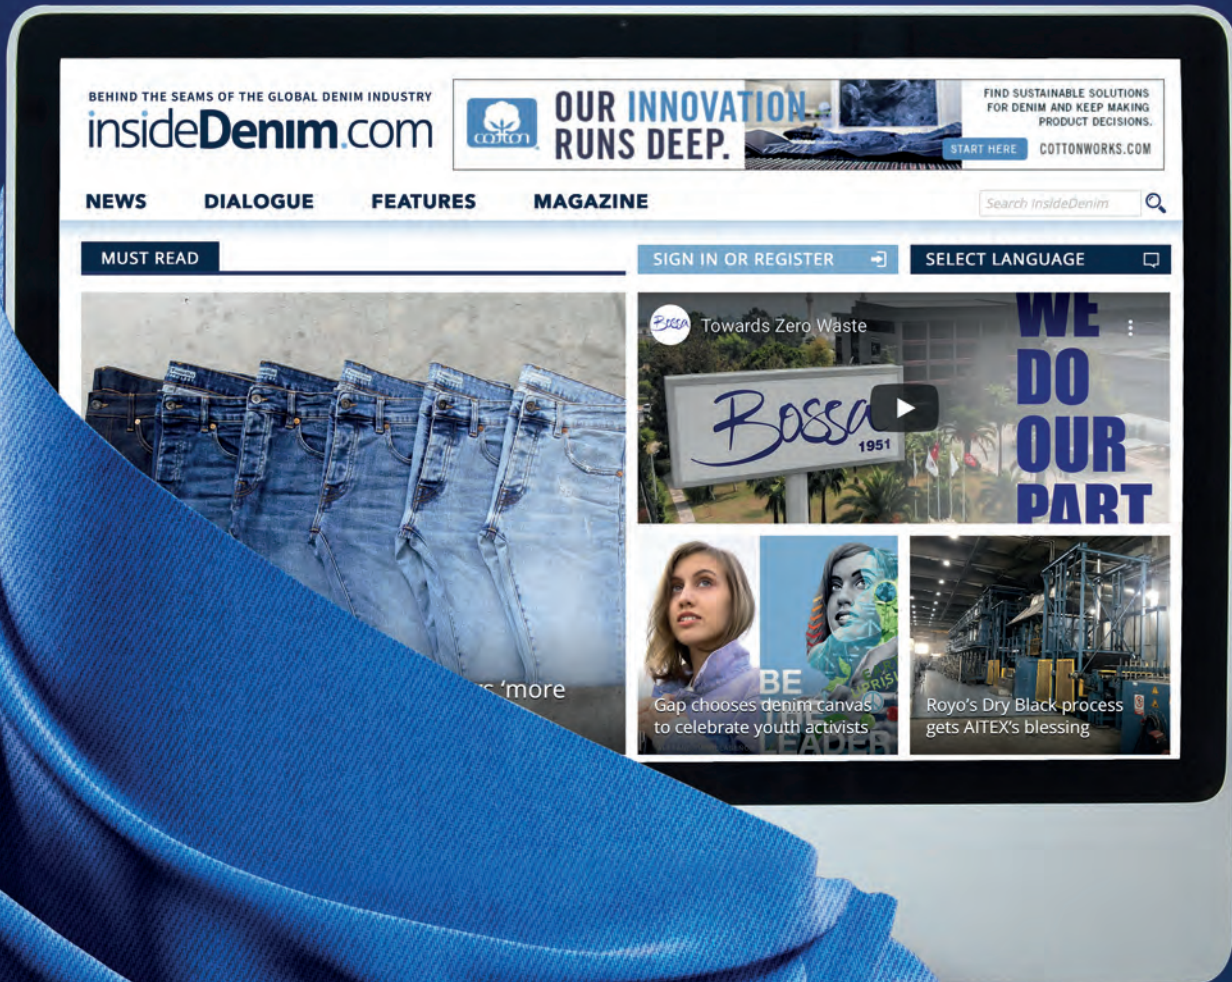 BEHIND THE SEAMS OF THE GLOBAL DENIM INDUSTRY
insideDenim.com
cotton
OUR INNOVATION
RUNS DEEP.
FIND SUSTAINABLE SOLUTIONS
FOR DENIM AND KEEP MAKING
PRODUCT DECISIONS.
START HERE
COTTONWORKS.COM
NEWS
DIALOGUE
FEATURES
MAGAZINE
Search InsideDenim
MUST READ
SIGN IN OR REGISTER
SELECT LANGUAGE
'more
Bossa
Towards Zero Waste
Bossa
1951
WE
DO
OUR
PART
BE
THE
LEADER
Gap chooses denim canvas
to celebrate youth activists
Royo's Dry Black process
gets AITEX's blessing